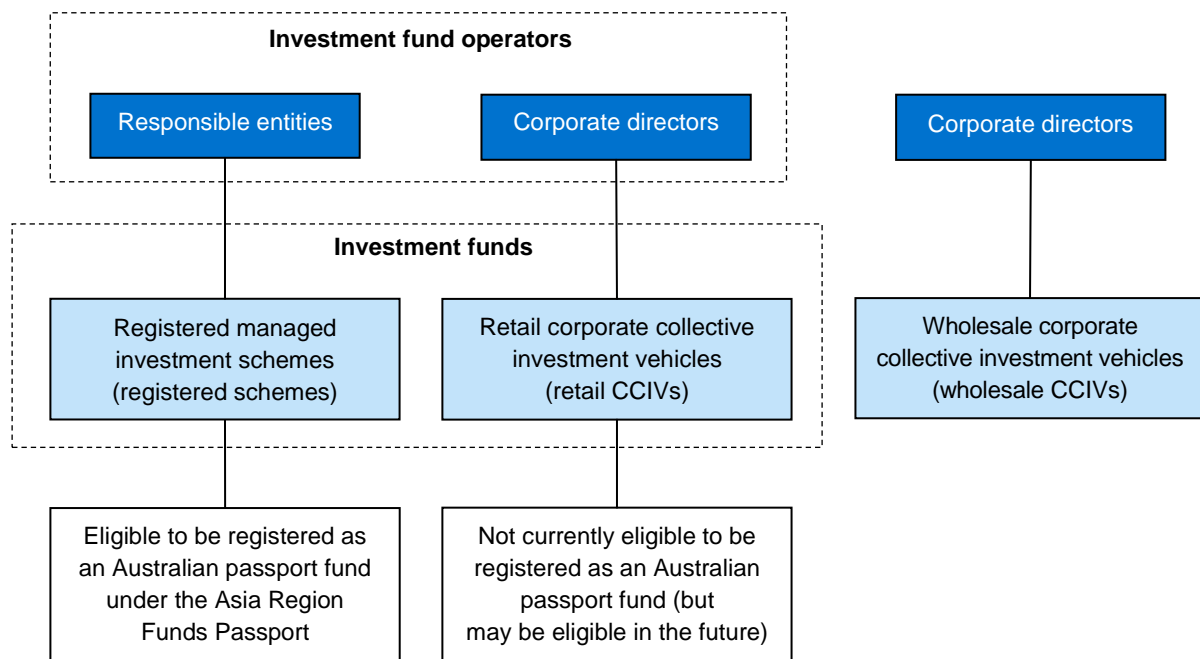 Investment fund operators
Responsible entities
Corporate directors
Corporate directors
Investment funds
Registered managed
investment schemes
(registered schemes)
Retail corporate collective
investment vehicles
(retail CCIVs)
Wholesale corporate
collective investment vehicles
(wholesale CCIVs)
Eligible to be registered as
an Australian passport fund
under the Asia Region
Funds Passport
Not currently eligible to be
registered as an Australian
passport fund (but
may be eligible in the future)